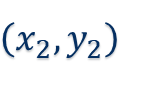 (x₂, y₂)